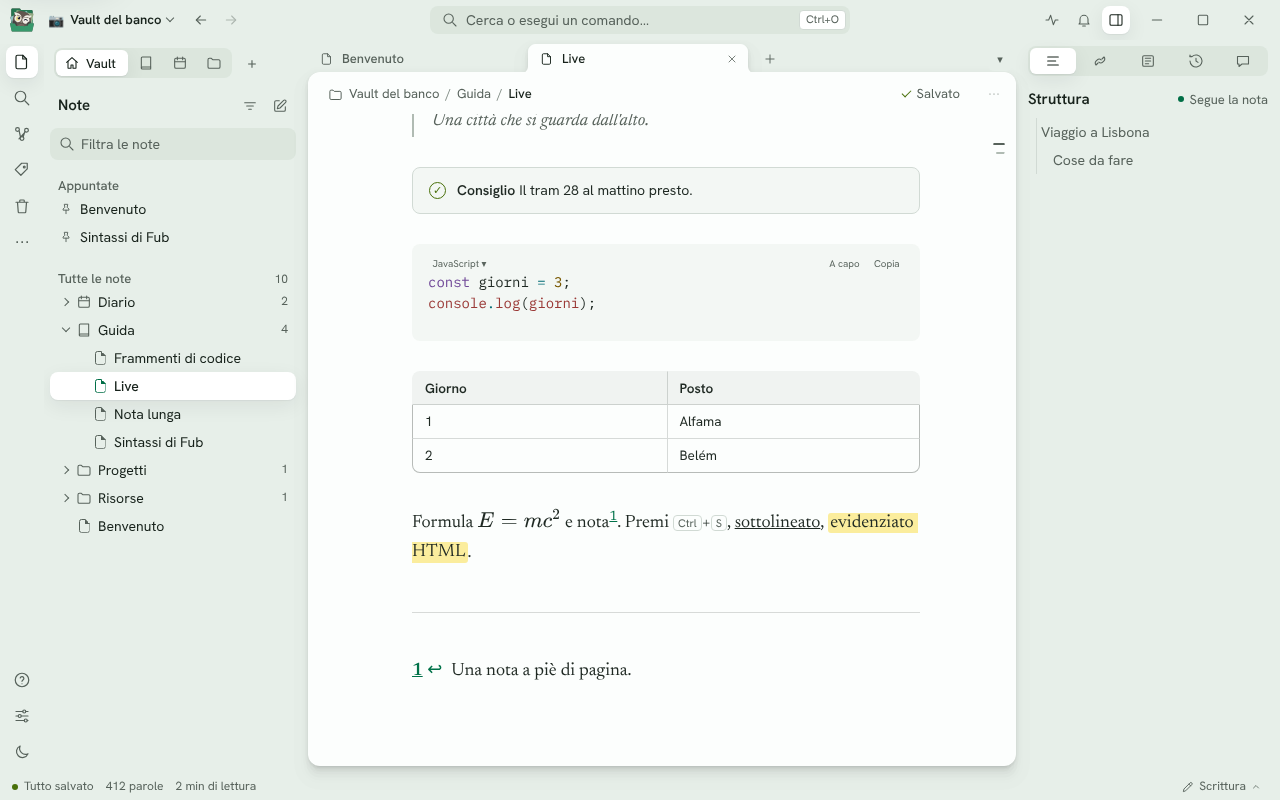 Vault del banco
Cerca o esegui un comando...
Ctrl+O
Vault
Benvenuto
Live
Note
Filtra le note
Appuntate
Benvenuto
Sintassi di Fub
Tutte le note 10
Diario 2
Guida 4
Frammenti di codice
Live
Nota lunga
Sintassi di Fub
Progetti 1
Risorse 1
Benvenuto
Vault del banco / Guida / Live
Salvato
Una città che si guarda dall'alto.
Consiglio Il tram 28 al mattino presto.
JavaScript ▾
A capo Copia
const giorni = 3;
console.log(giorni);
Giorno Posto
1 Alfama
2 Belém
Formula E = mc² e nota1. Premi Ctrl+S, sottolineato, evidenziato
HTML.
1 ↩ Una nota a piè di pagina.
Struttura
Segue la nota
Viaggio a Lisbona
Cose da fare
Tutto salvato 412 parole 2 min di lettura
Scrittura